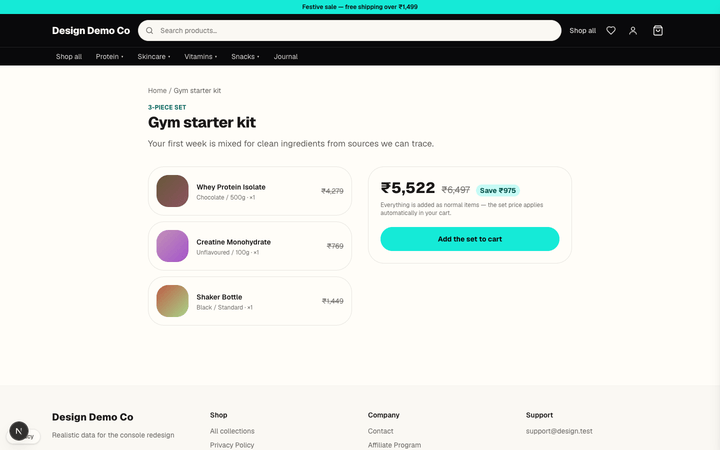 Festive sale — free shipping over ₹1,499
Design Demo Co
Search products...
Shop all
Shop all
Protein
Skincare
Vitamins
Snacks
Journal
Home / Gym starter kit
3-PIECE SET
Gym starter kit
Your first week is mixed for clean ingredients from sources we can trace.
Whey Protein Isolate
Chocolate / 500g · ×1
₹4,279
Creatine Monohydrate
Unflavoured / 100g · ×1
₹769
Shaker Bottle
Black / Standard · ×1
₹1,449
₹5,522 ₹6,497 Save ₹975
Everything is added as normal items — the set price applies
automatically in your cart.
Add the set to cart
Design Demo Co
Realistic data for the console redesign
Shop
All collections
Privacy Policy
Company
Contact
Affiliate Program
Support
support@design.test
N